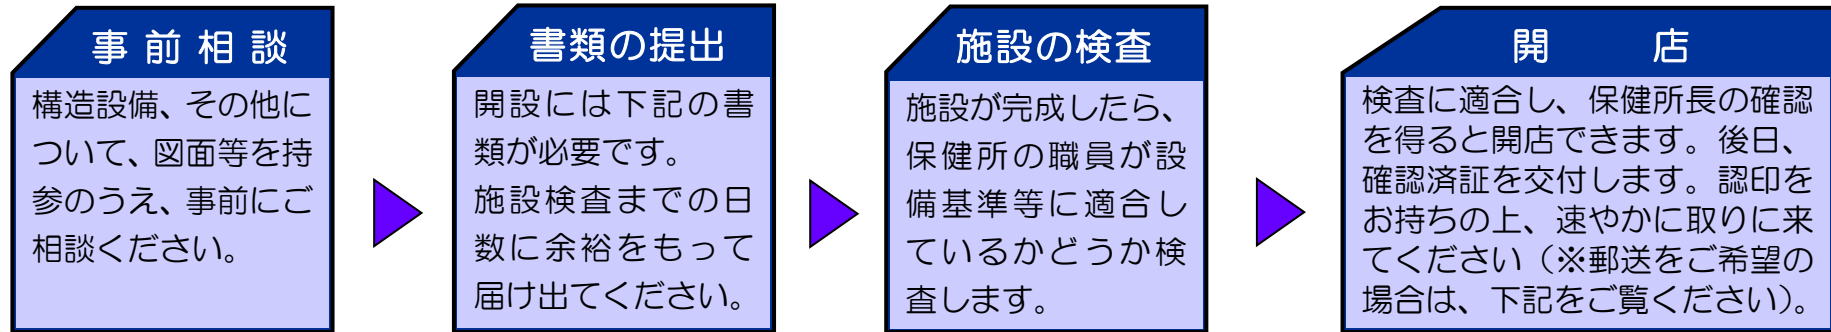 事前相談
構造設備、その他に
ついて、図面等を持
参のうえ、事前にご
相談ください。
書類の提出
開設には下記の書
類が必要です。
施設検査までの日
数に余裕をもって
届け出てください。
施設の検査
施設が完成したら、
保健所の職員が設
備基準等に適合し
ているかどうか検
査します。
開店
検査に適合し、保健所長の確認
を得ると開店できます。後日、
確認済証を交付します。認印を
お持ちの上、速やかに取りに来
てください（※郵送をご希望の
場合は、下記をご覧ください）。